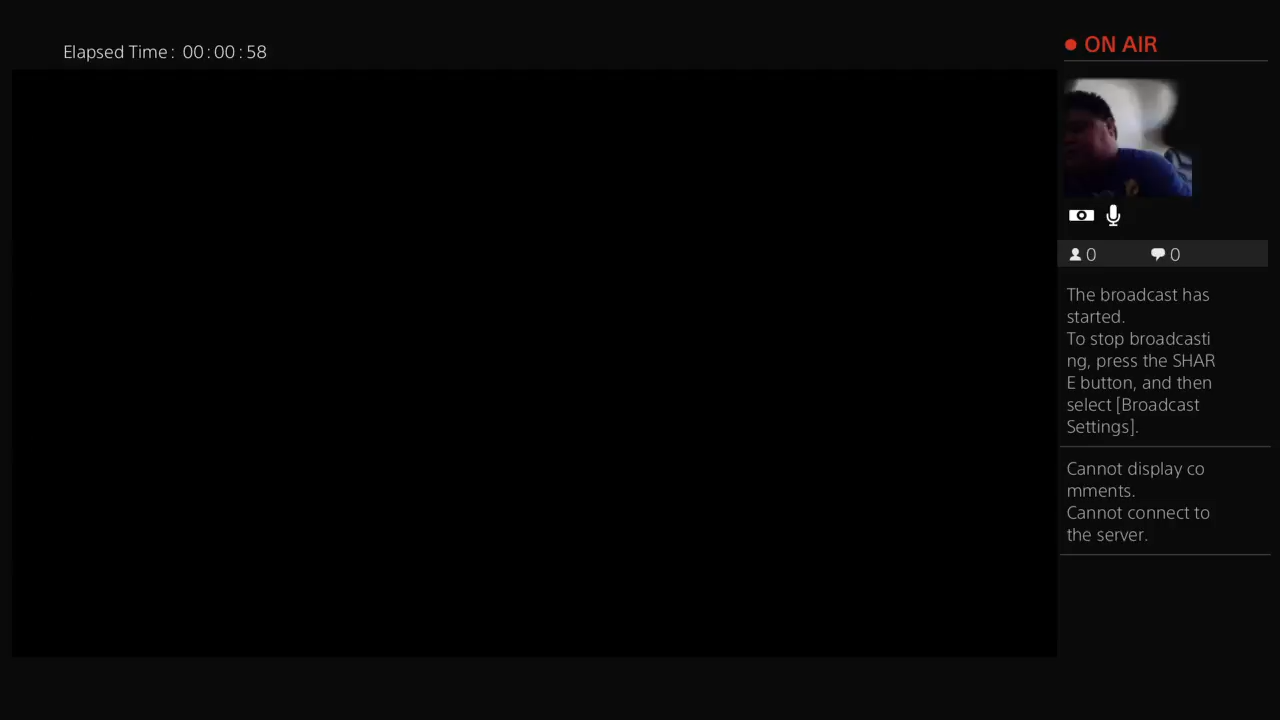 Elapsed Time: 00:00:58
ON AIR
0 0
The broadcast has
started.
To stop broadcasti
ng, press the SHAR
E button, and then
select [Broadcast
Settings].
Cannot display co
mments.
Cannot connect to
the server.